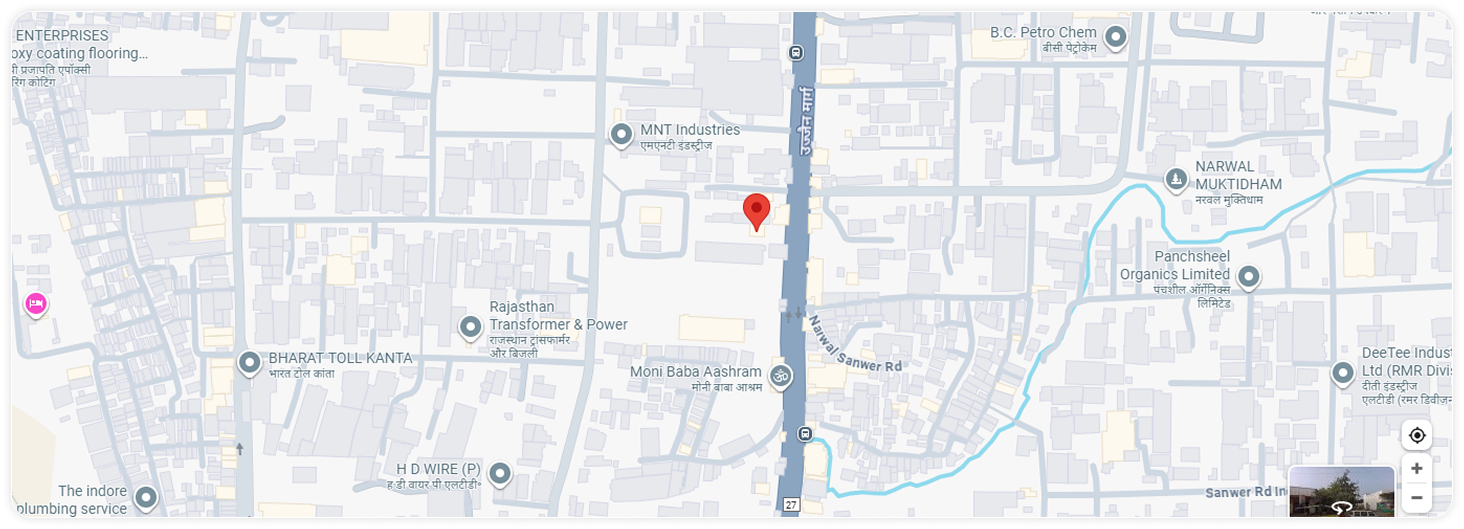 ENTERPRISES
oxy coating flooring...
पी प्रजापति एपॉक्सी
रिंग कोटिंग
B.C. Petro Chem
बीसी पेट्रोकेम
MNT Industries
एमएनटी इंडस्ट्रीज
NARWAL
MUKTIDHAM
नरवल मुक्तिधाम
Panchsheel
Organics Limited
पंचशील ऑर्गेनिक्स
लिमिटेड
Rajasthan
Transformer & Power
राजस्थान ट्रांसफार्मर
और बिजली
BHARAT TOLL KANTA
भारत टोल कांता
Narwal Sanwer Rd
Moni Baba Aashram
मोनी बाबा आश्रम
DeeTee Indust
Ltd (RMR Divis
दीती इंडस्ट्रीज
एलटीडी (रमर डिवीज़न
H D WIRE (P)
ह डी वायर पी एलटीडी°
The indore
plumbing service
27
Sanwer Rd Ind